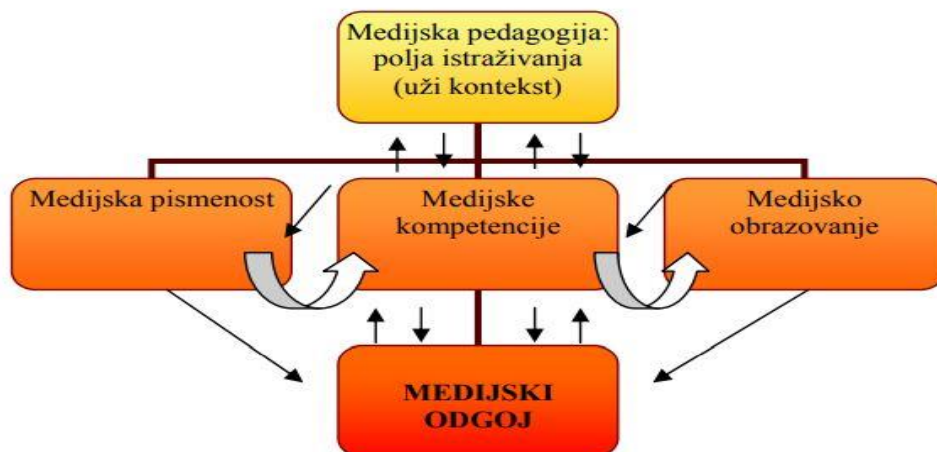 Medijska pedagogija:
polja istraživanja
(uži kontekst)
Medijska pismenost
Medijske
kompetencije
Medijsko
obrazovanje
MEDIJSKI
ODGOJ